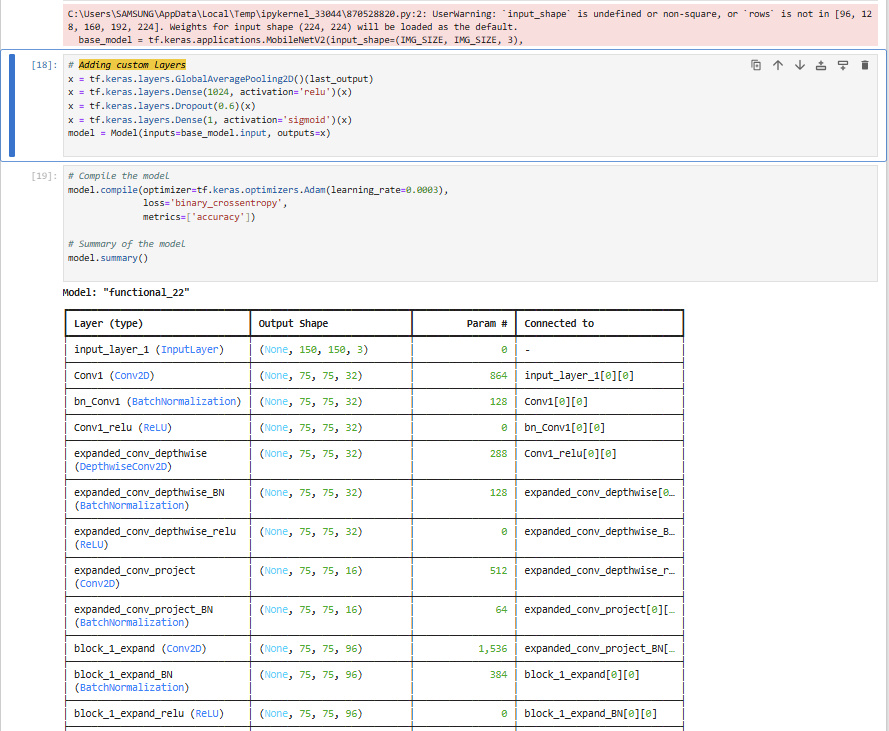 C:\Users\SAMSUNG\AppData\Local\Temp\ipykernel_33044\870528820.py:2: UserWarning: `input_shape` is undefined or non-square, or `rows` is not in [96, 12
8, 160, 192, 224]. Weights for input shape (224, 224) will be loaded as the default.
  base_model = tf.keras.applications.MobileNetV2(input_shape=(IMG_SIZE, IMG_SIZE, 3),
[18]: # Adding custom layers
x = tf.keras.layers.GlobalAveragePooling2D()(last_output)
x = tf.keras.layers.Dense(1024, activation='relu')(x)
x = tf.keras.layers.Dropout(0.6)(x)
x = tf.keras.layers.Dense(1, activation='sigmoid')(x)
model = Model(inputs=base_model.input, outputs=x)
[19]: # Compile the model
model.compile(optimizer=tf.keras.optimizers.Adam(learning_rate=0.0003),
              loss='binary_crossentropy',
              metrics=['accuracy'])
# Summary of the model
model.summary()
Model: "functional_22"
Layer (type) Output Shape Param # Connected to
input_layer_1 (InputLayer) (None, 150, 150, 3) 0 -
Conv1 (Conv2D) (None, 75, 75, 32) 864 input_layer_1[0][0]
bn_Conv1 (BatchNormalization) (None, 75, 75, 32) 128 Conv1[0][0]
Conv1_relu (ReLU) (None, 75, 75, 32) 0 bn_Conv1[0][0]
expanded_conv_depthwise (None, 75, 75, 32) 288 Conv1_relu[0][0]
(DepthwiseConv2D)
expanded_conv_depthwise_BN (None, 75, 75, 32) 128 expanded_conv_depthwise[0…
(BatchNormalization)
expanded_conv_depthwise_relu (None, 75, 75, 32) 0 expanded_conv_depthwise_B…
(ReLU)
expanded_conv_project (None, 75, 75, 16) 512 expanded_conv_depthwise_r…
(Conv2D)
expanded_conv_project_BN (None, 75, 75, 16) 64 expanded_conv_project[0][…
(BatchNormalization)
block_1_expand (Conv2D) (None, 75, 75, 96) 1,536 expanded_conv_project_BN[…
block_1_expand_BN (None, 75, 75, 96) 384 block_1_expand[0][0]
(BatchNormalization)
block_1_expand_relu (ReLU) (None, 75, 75, 96) 0 block_1_expand_BN[0][0]